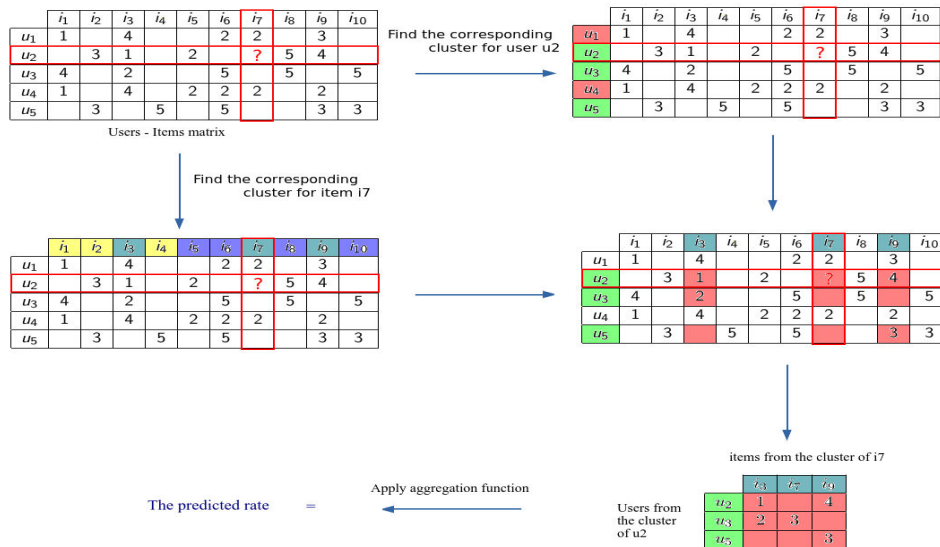 i1 i2 i3 i4 i5 i6 i7 i8 i9 i10
u1 1 4 2 2 3
u2 3 1 2 ? 5 4
u3 4 2 5 5 5
u4 1 4 2 2 2 2
u5 3 5 5 3 3
Users - Items matrix
Find the corresponding
cluster for user u2
i1 i2 i3 i4 i5 i6 i7 i8 i9 i10
u1 1 4 2 2 3
u2 3 1 2 ? 5 4
u3 4 2 5 5 5
u4 1 4 2 2 2 2
u5 3 5 5 3 3
Find the corresponding
cluster for item i7
i1 i2 i3 i4 i5 i6 i7 i8 i9 i10
u1 1 4 2 2 3
u2 3 1 2 ? 5 4
u3 4 2 5 5 5
u4 1 4 2 2 2 2
u5 3 5 5 3 3
i1 i2 i3 i4 i5 i6 i7 i8 i9 i10
u1 1 4 2 2 3
u2 3 1 2 ? 5 4
u3 4 2 5 5 5
u4 1 4 2 2 2 2
u5 3 5 5 3 3
items from the cluster of i7
i3 i7 i9
Users from
the cluster
of u2
u2 1 4
u3 2 3
u5 3
Apply aggregation function
The predicted rate =